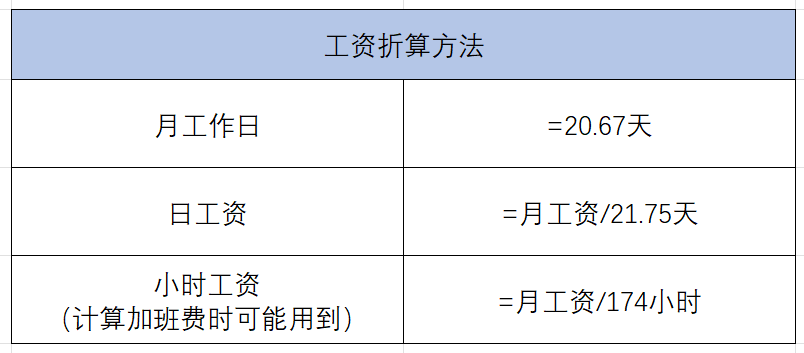 工资折算方法
月工作日
=20.67天
日工资
=月工资/21.75天
小时工资
（计算加班费时可能用到）
=月工资/174小时